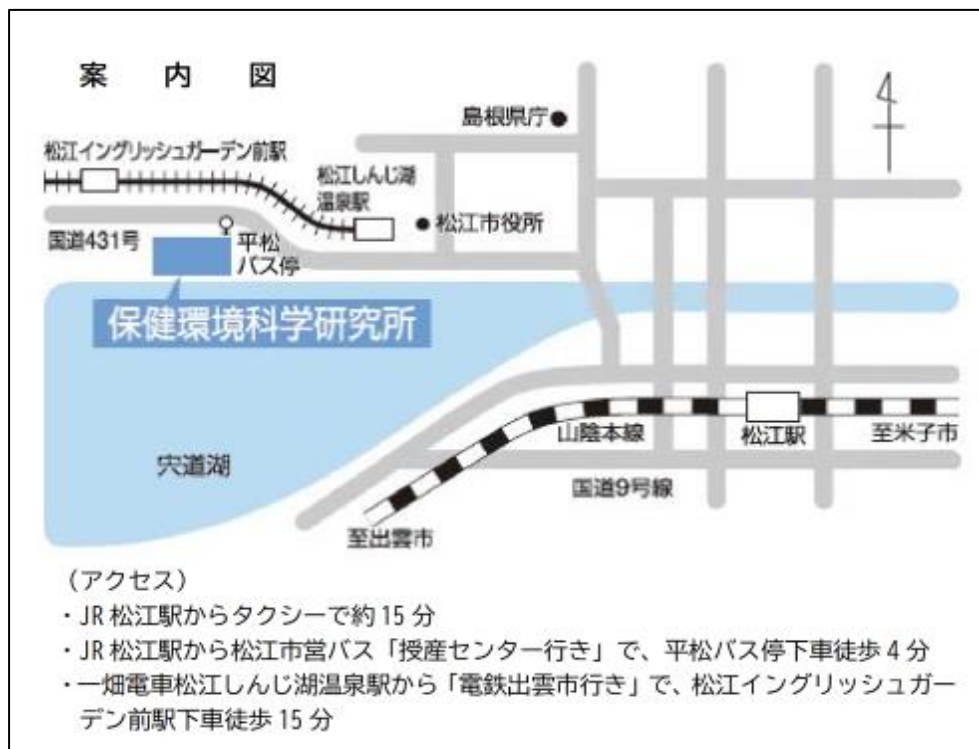 案 内 図
島根県庁
松江イングリッシュガーデン前駅
松江しんじ湖
温泉駅
松江市役所
国道431号
平松
バス停
保健環境科学研究所
山陰本線
松江駅
至米子市
宍道湖
国道9号線
至出雲市
(アクセス)
・JR 松江駅からタクシーで約 15 分
・JR 松江駅から松江市営バス「授産センター行き」で、平松バス停下車徒歩 4 分
・一畑電車松江しんじ湖温泉駅から「電鉄出雲市行き」で、松江イングリッシュガー
デン前駅下車徒歩 15 分